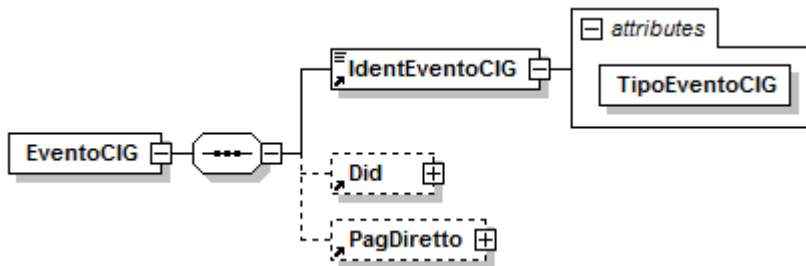 attributes
IdentEventoCIG
TipoEventoCIG
EventoCIG
Did
PagDiretto